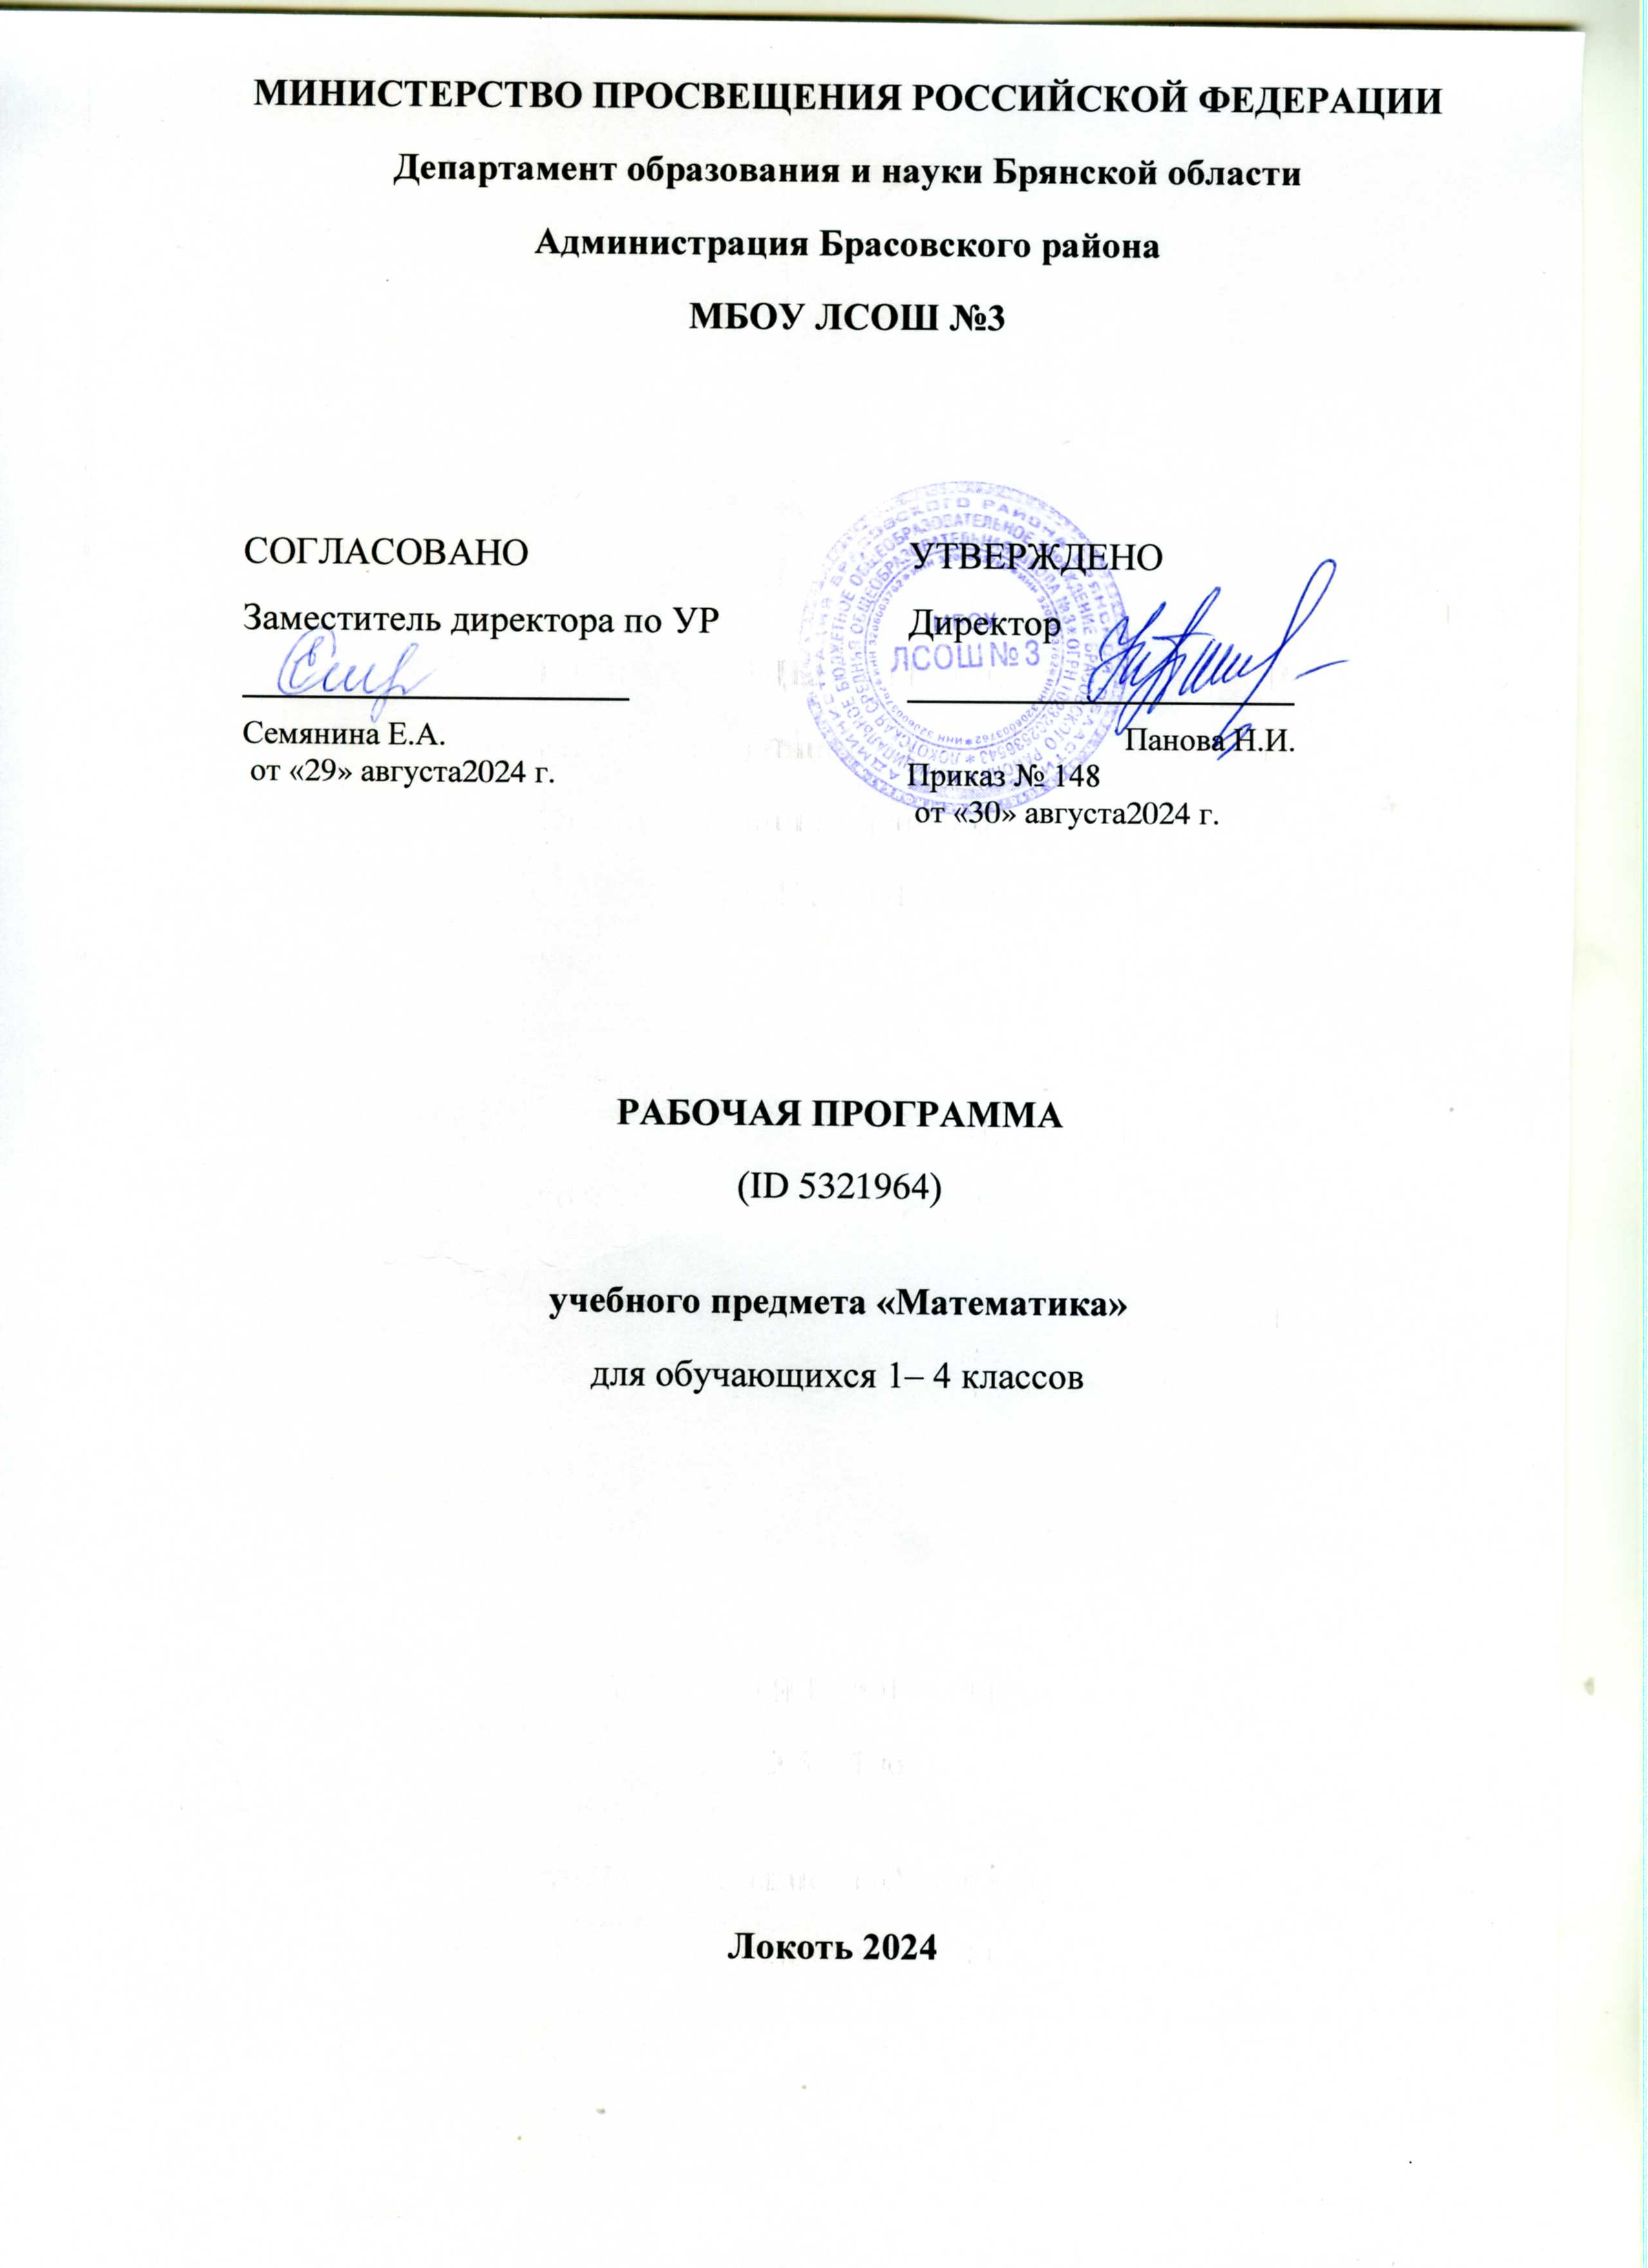 МИНИСТЕРСТВО ПРОСВЕЩЕНИЯ РОССИЙСКОЙ ФЕДЕРАЦИИ
Департамент образования и науки Брянской области
Администрация Брасовского района
МБОУ ЛСОШ №3
СОГЛАСОВАНО
Заместитель директора по УР
Семянина Е.А.
от «29» августа2024 г.
УТВЕРЖДЕНО
Директор
МБОУ
ЛСОШ № 3
Панова Н.И.
Приказ № 148
от «30» августа2024 г.
РАБОЧАЯ ПРОГРАММА
(ID 5321964)
учебного предмета «Математика»
для обучающихся 1– 4 классов
Локоть 2024